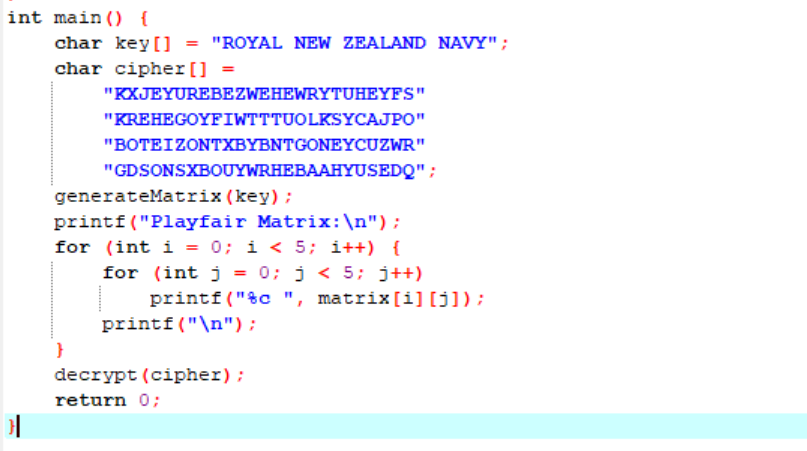 int main() {
    char key[] = "ROYAL NEW ZEALAND NAVY";
    char cipher[] =
        "KXJEYUREBEZWEHEWRYTUHEYFS"
        "KREHEGOYFIWTTTUOLKSYCAJPO"
        "BOTEIZONTXBYBNTGONEYCUZWR"
        "GDSONSXBOUYWRHEBAAHYUSEDQ";
    generateMatrix(key);
    printf("Playfair Matrix:\n");
    for (int i = 0; i < 5; i++) {
        for (int j = 0; j < 5; j++)
            printf("%c ", matrix[i][j]);
        printf("\n");
    }
    decrypt(cipher);
    return 0;
}